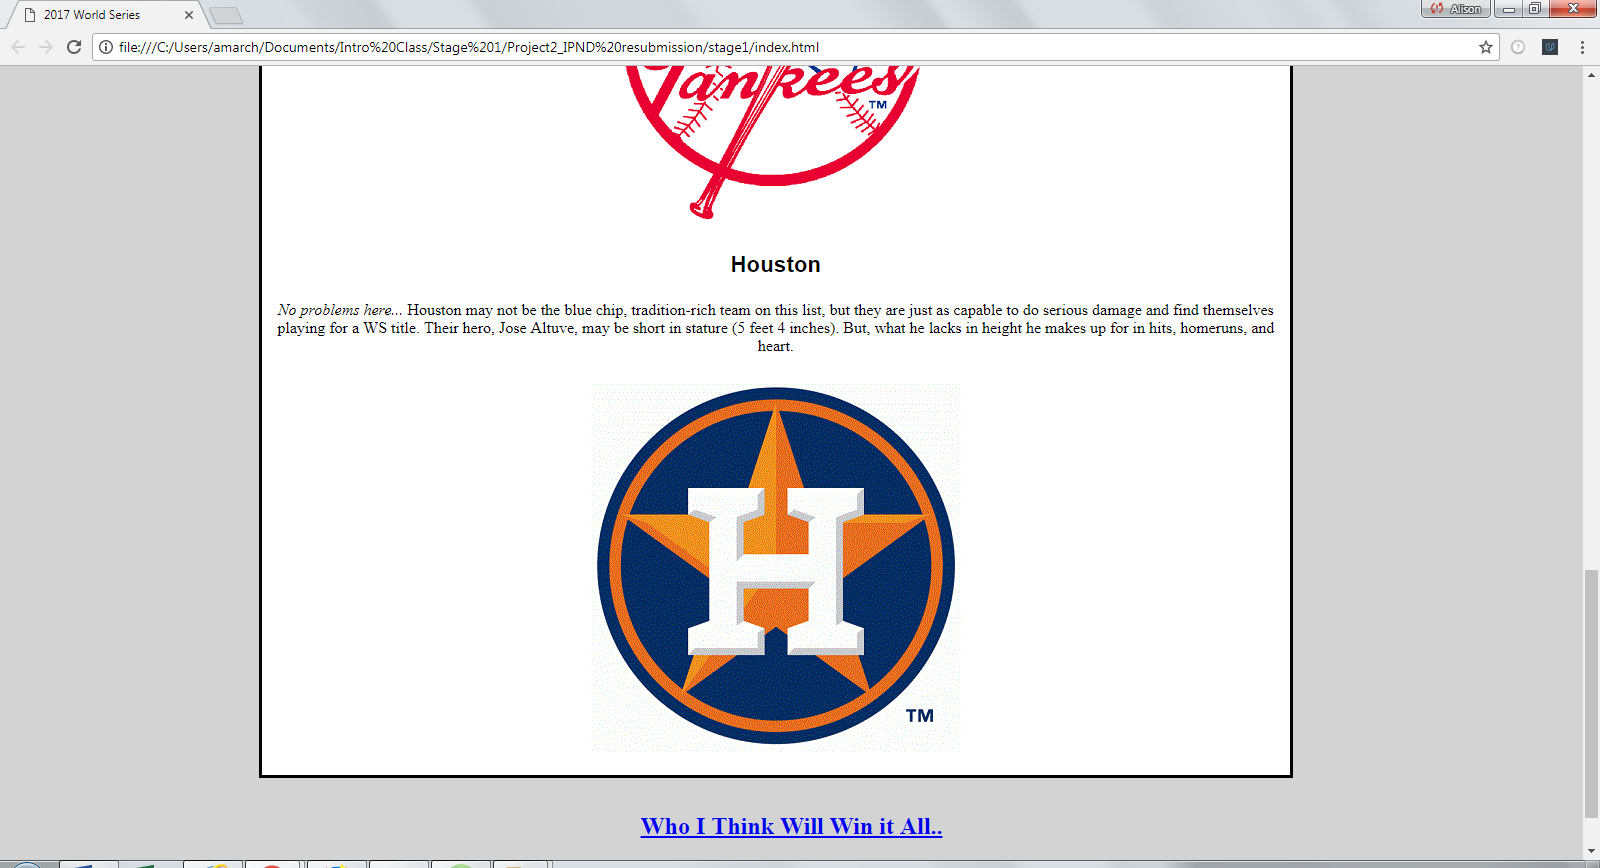 2017 World Series
Alison
file:///C:/Users/amarch/Documents/Intro%20Class/Stage%201/Project2_IPND%20resubmission/stage1/index.html
Yankees
TM
Houston
No problems here... Houston may not be the blue chip, tradition-rich team on this list, but they are just as capable to do serious damage and find themselves
playing for a WS title. Their hero, Jose Altuve, may be short in stature (5 feet 4 inches). But, what he lacks in height he makes up for in hits, homeruns, and
heart.
H
TM
Who I Think Will Win it All..